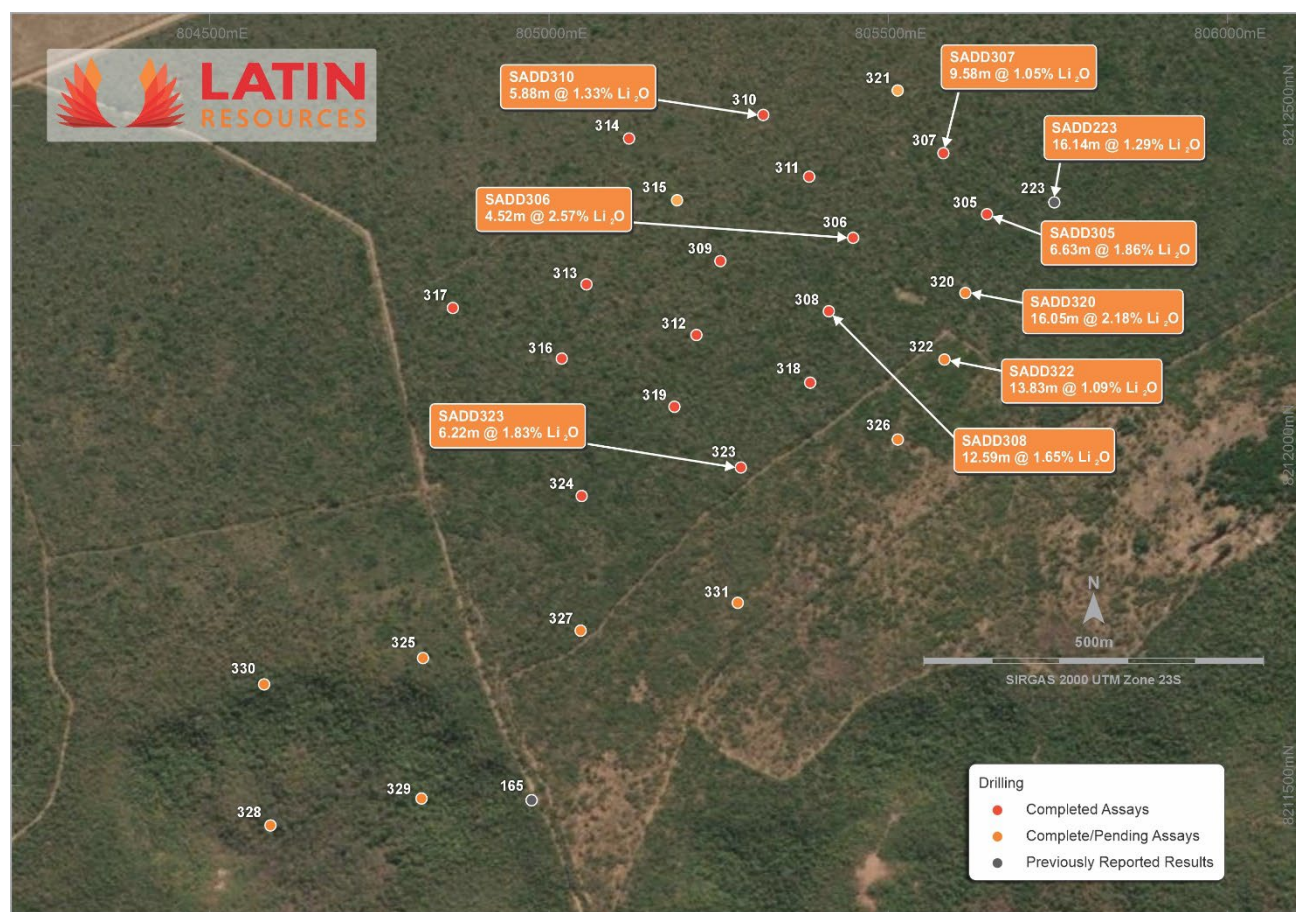 804500mE
805000mE
805500mE
806000mE
LATIN
RESOURCES
SADD310
5.88m @ 1.33% Li₂O
310
314
311
315
SADD306
4.52m @ 2.57% Li₂O
306
309
313
317
312
308
316
318
319
SADD323
6.22m @ 1.83% Li₂O
323
324
321
SADD307
9.58m @ 1.05% Li₂O
307
SADD223
16.14m @ 1.29% Li₂O
223
305
SADD305
6.63m @ 1.86% Li₂O
320
SADD320
16.05m @ 2.18% Li₂O
322
SADD322
13.83m @ 1.09% Li₂O
326
SADD308
12.59m @ 1.65% Li₂O
8212500mN
8212000mN
8211500mN
331
327
325
330
329
165
328
N
500m
SIRGAS 2000 UTM Zone 23S
Drilling
Completed Assays
Complete/Pending Assays
Previously Reported Results